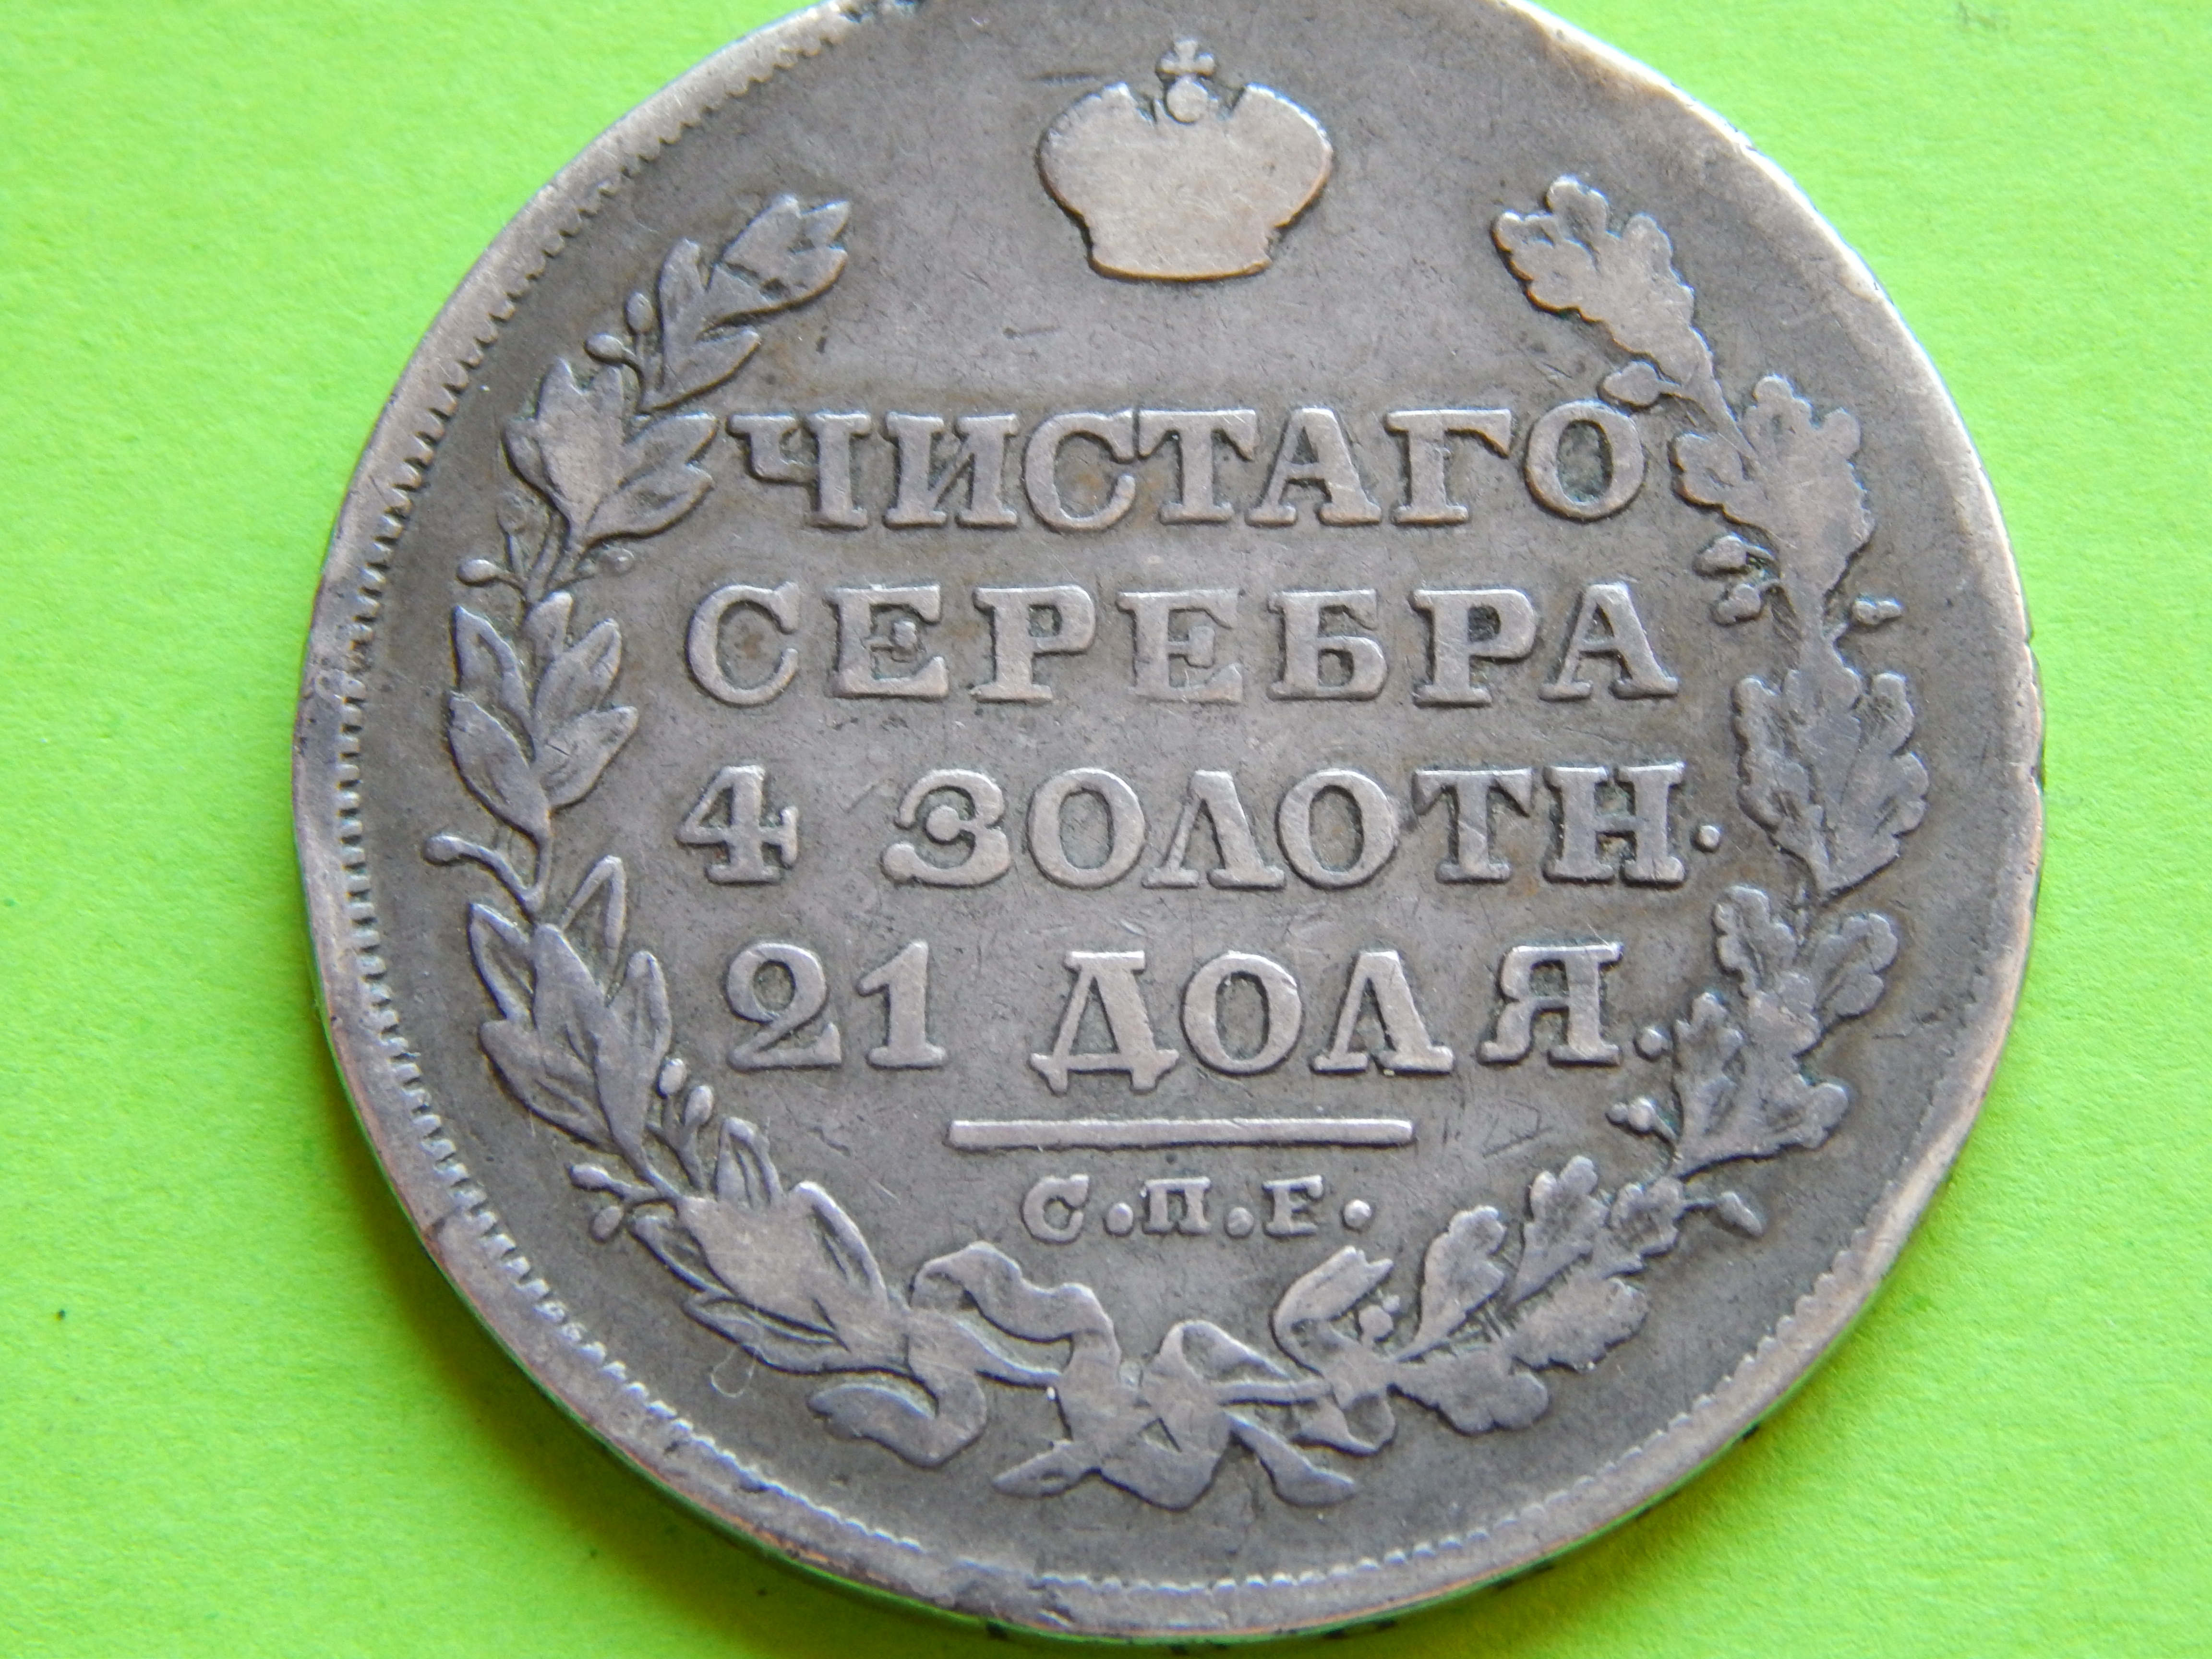 ЧИСТАГО
СЕРЕБРА
4 ЗОЛОТН.
21 ДОЛЯ.
С.П.Б.